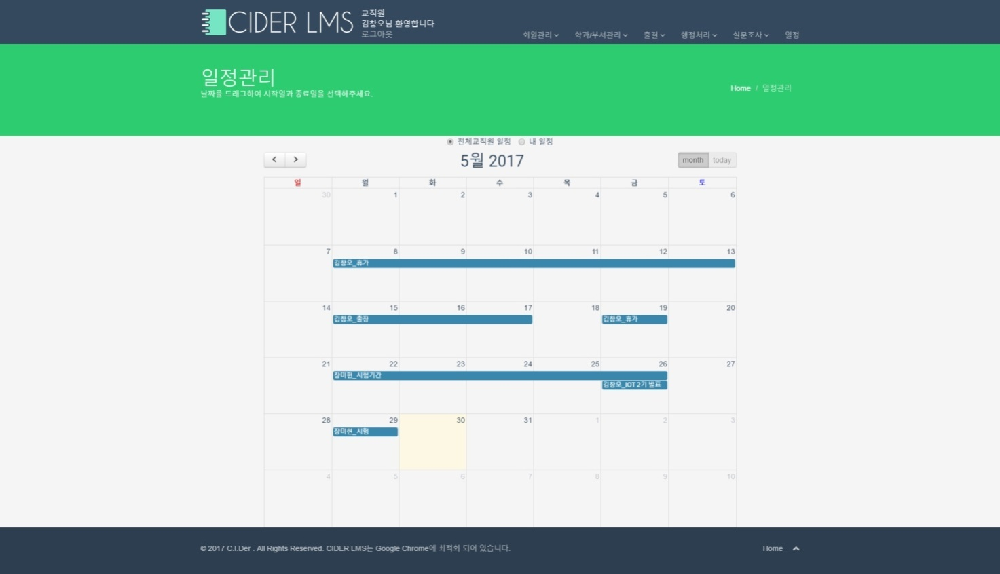 CIDER LMS
교직원
김창오님 환영합니다
로그아웃
회원관리 학과/부서관리 출결 행정처리 설문조사 일정
일정관리
날짜를 드래그하여 시작일과 종료일을 선택해주세요.
Home / 일정관리
전체교직원 일정 내 일정
5월 2017
month today
일 월 화 수 목 금 토
30 1 2 3 4 5 6
7 8 9 10 11 12 13
김창오_휴가
14 15 16 17 18 19 20
김창오_출장 김창오_휴가
21 22 23 24 25 26 27
장미현_시험기간
김창오_IOT 2기 발표
28 29 30 31 1 2 3
장미현_시험
4 5 6 7 8 9 10
© 2017 C.I.Der . All Rights Reserved. CIDER LMS는 Google Chrome에 최적화 되어 있습니다.
Home